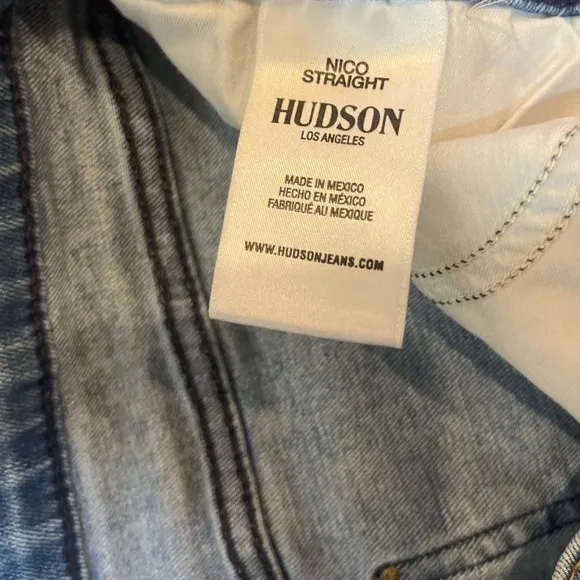 NICO
STRAIGHT
HUDSON
LOS ANGELES
MADE IN MEXICO
HECHO EN MÉXICO
FABRIQUÉ AU MEXIQUE
WWW.HUDSONJEANS.COM